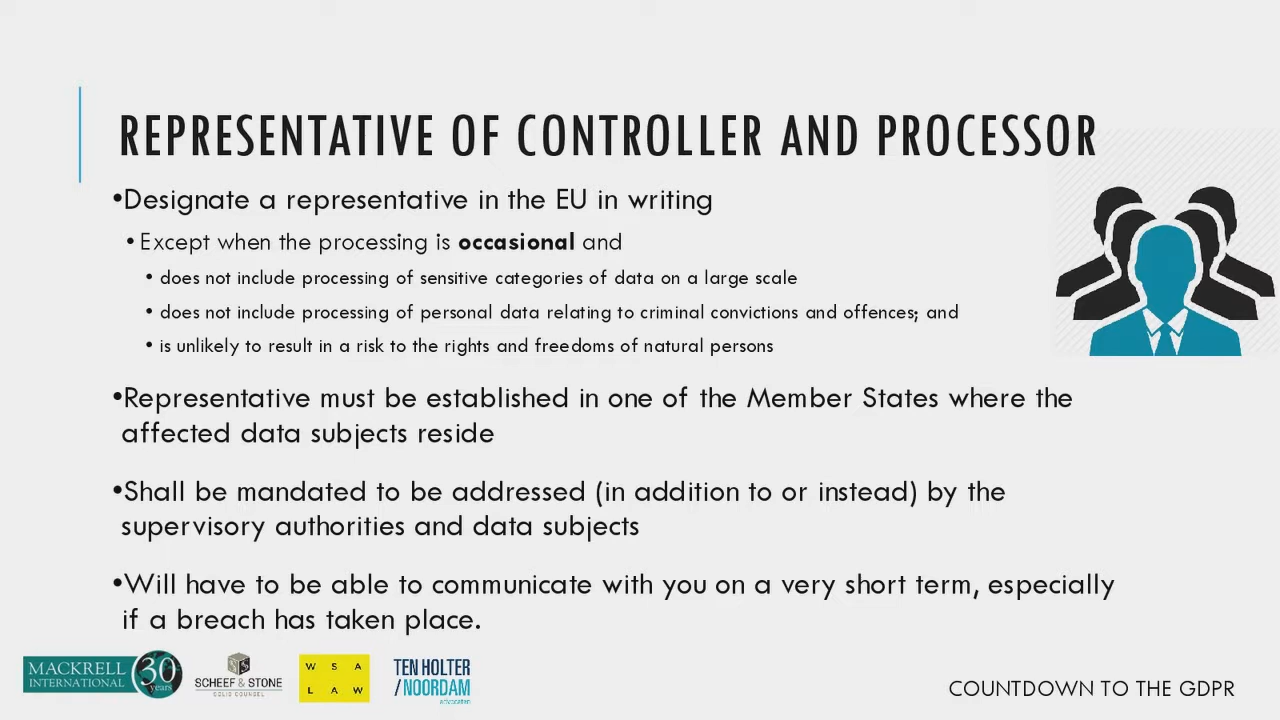 REPRESENTATIVE OF CONTROLLER AND PROCESSOR
•Designate a representative in the EU in writing
•Except when the processing is occasional and
•does not include processing of sensitive categories of data on a large scale
•does not include processing of personal data relating to criminal convictions and offences; and
•is unlikely to result in a risk to the rights and freedoms of natural persons
•Representative must be established in one of the Member States where the
affected data subjects reside
•Shall be mandated to be addressed (in addition to or instead) by the
supervisory authorities and data subjects
•Will have to be able to communicate with you on a very short term, especially
if a breach has taken place.
MACKRELL
INTERNATIONAL
30
years
SCHEEF & STONE
SOLID COUNSEL
W S A
L A W
TEN HOLTER
/NOORDAM
advocaten
COUNTDOWN TO THE GDPR